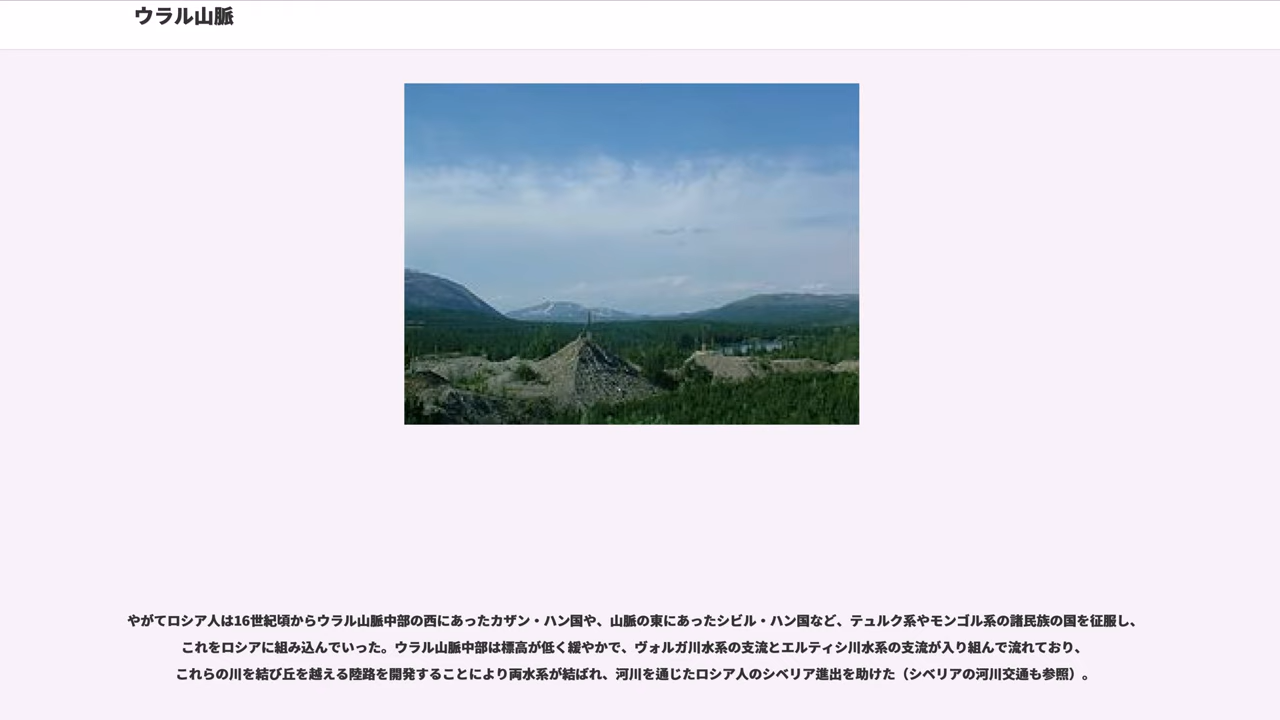 ウラル山脈
やがてロシア人は16世紀頃からウラル山脈中部の西にあったカザン・ハン国や、山脈の東にあったシビル・ハン国など、テュルク系やモンゴル系の諸民族の国を征服し、
これをロシアに組み込んでいった。ウラル山脈中部は標高が低く緩やかで、ヴォルガ川水系の支流とエルティシ川水系の支流が入り組んで流れており、
これらの川を結び丘を越える陸路を開発することにより両水系が結ばれ、河川を通じたロシア人のシベリア進出を助けた（シベリアの河川交通も参照）。